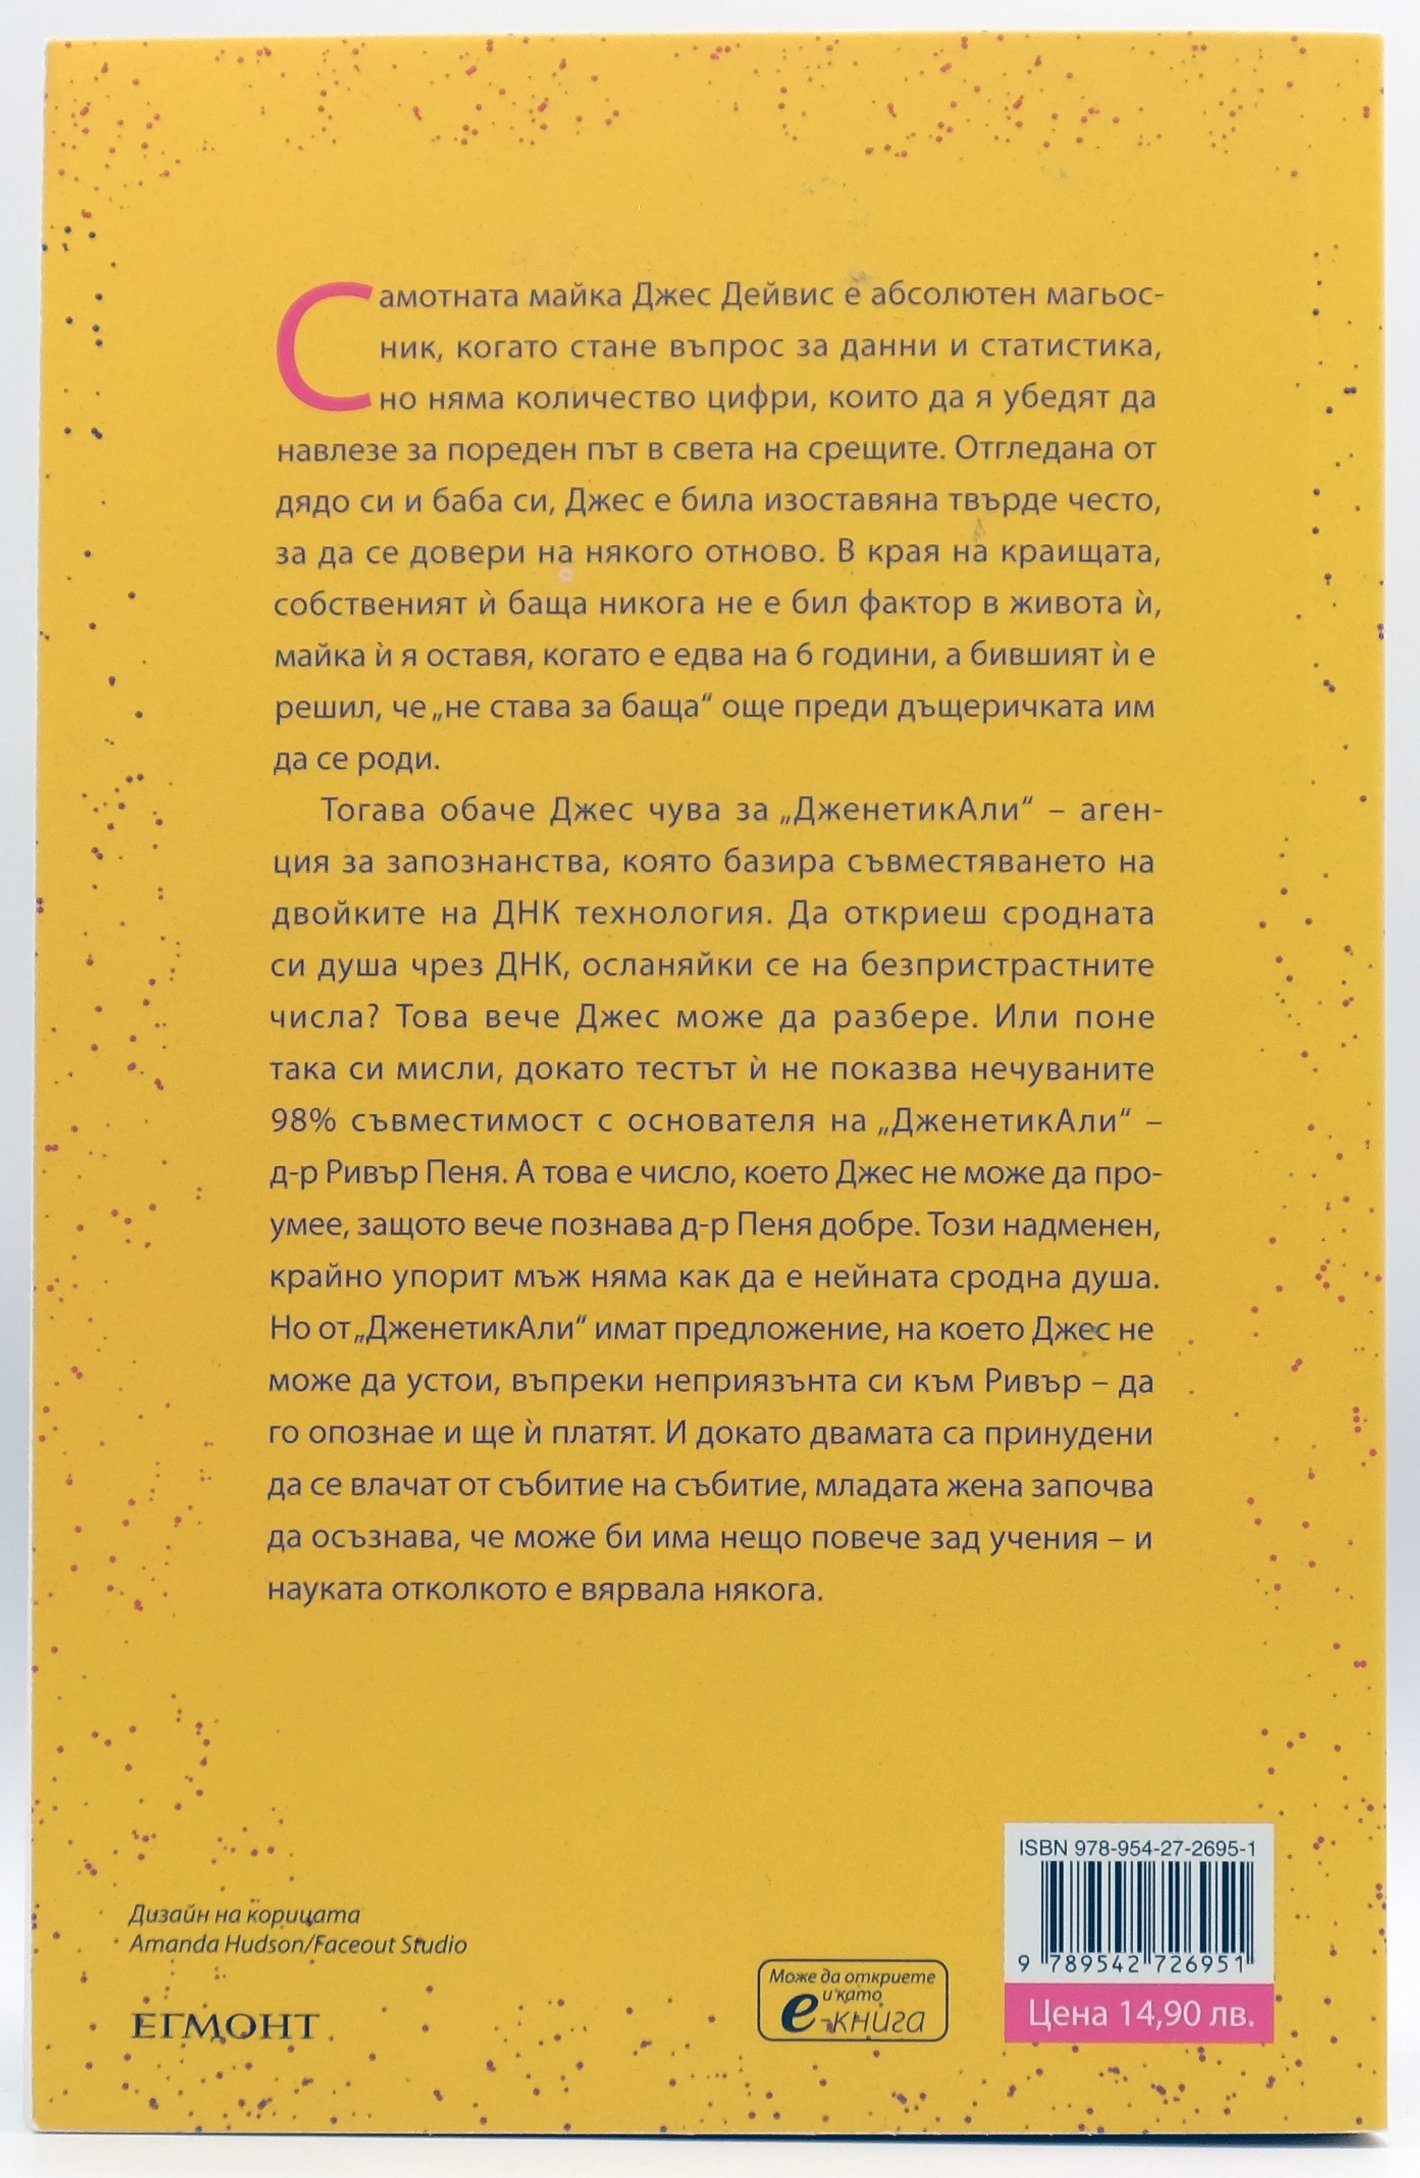 Самотната майка Джес Дейвис е абсолютен магьос-
ник, когато стане въпрос за данни и статистика,
но няма количество цифри, които да я убедят да
навлезе за пореден път в света на срещите. Отгледана от
дядо си и баба си, Джес е била изоставяна твърде често,
за да се довери на някого отново. В края на краищата,
собственият ѝ баща никога не е бил фактор в живота ѝ,
майка ѝ я оставя, когато е едва на 6 години, а бившият ѝ е
решил, че „не става за баща“ още преди дъщеричката им
да се роди.
Тогава обаче Джес чува за „ДженетикАли“ – аген-
ция за запознанства, която базира съвместяването на
двойките на ДНК технология. Да откриеш сродната
си душа чрез ДНК, осланяйки се на безпристрастните
числа? Това вече Джес може да разбере. Или поне
така си мисли, докато тестът ѝ не показва нечуваните
98% съвместимост с основателя на „ДженетикАли“ –
д-р Ривър Пеня. А това е число, което Джес не може да про-
умее, защото вече познава д-р Пеня добре. Този надменен,
крайно упорит мъж няма как да е нейната сродна душа.
Но от „ДженетикАли“ имат предложение, на което Джес не
може да устои, въпреки неприязънта си към Ривър – да
го опознае и ще ѝ платят. И докато двамата са принудени
да се влачат от събитие на събитие, младата жена започва
да осъзнава, че може би има нещо повече зад учения – и
науката отколкото е вярвала някога.
Дизайн на корицата
Amanda Hudson/Faceout Studio
ЕГМОНТ
Може да откриете
и като
е-книга
ISBN 978-954-27-2695-1
9 789542 726951
Цена 14,90 лв.